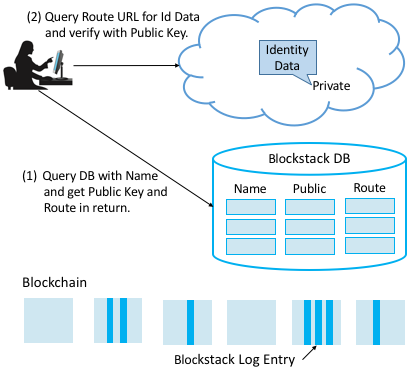 (2) Query Route URL for Id Data
and verify with Public Key.
Identity
Data
Private
Blockstack DB
(1) Query DB with Name
and get Public Key and
Route in return.
Name Public Route
Blockchain
Blockstack Log Entry